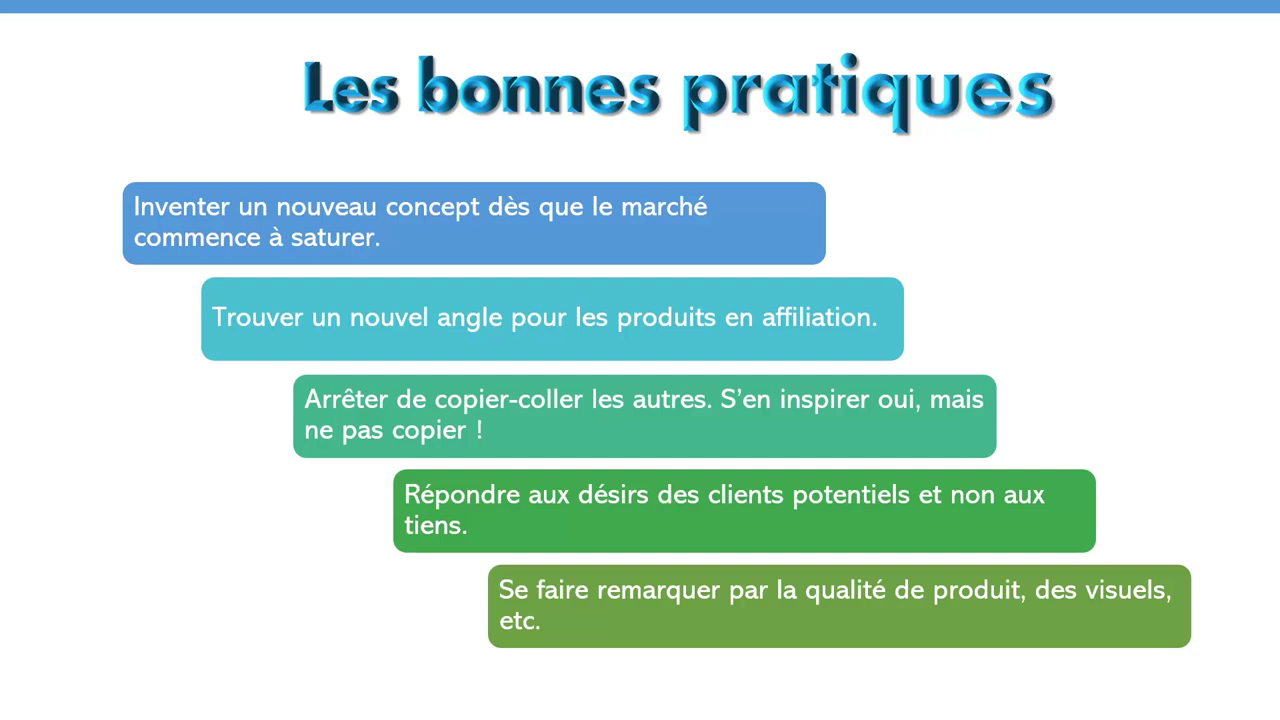 Les bonnes pratiques
Inventer un nouveau concept dès que le marché
commence à saturer.
Trouver un nouvel angle pour les produits en affiliation.
Arrêter de copier-coller les autres. S’en inspirer oui, mais
ne pas copier !
Répondre aux désirs des clients potentiels et non aux
tiens.
Se faire remarquer par la qualité de produit, des visuels,
etc.